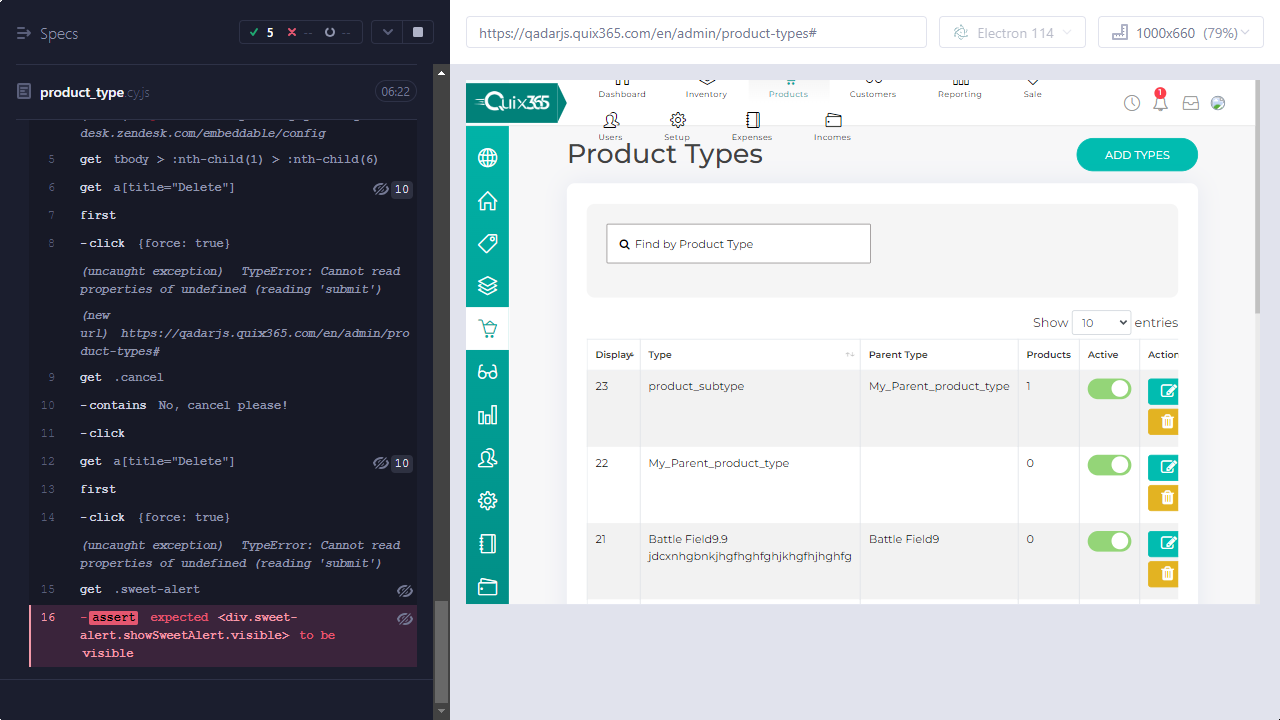 Specs
5
--
--
product_type.cy.js
06:22
desk.zendesk.com/embeddable/config
5 get tbody > :nth-child(1) > :nth-child(6)
6 get a[title="Delete"] 10
7 first
8 -click {force: true}
(uncaught exception) TypeError: Cannot read
properties of undefined (reading 'submit')
(new
url) https://qadarjs.quix365.com/en/admin/pro
duct-types#
9 get .cancel
10 -contains No, cancel please!
11 -click
12 get a[title="Delete"] 10
13 first
14 -click {force: true}
(uncaught exception) TypeError: Cannot read
properties of undefined (reading 'submit')
15 get .sweet-alert
16 -assert expected <div.sweet-
alert.showSweetAlert.visible> to be
visible
https://qadarjs.quix365.com/en/admin/product-types#
Electron 114
1000x660 (79%)
Quix365
Dashboard Inventory Products Customers Reporting Sale
1
Users Setup Expenses Incomes
Product Types
ADD TYPES
Find by Product Type
Show 10 entries
Display Type Parent Type Products Active Action
23 product_subtype My_Parent_product_type 1
22 My_Parent_product_type 0
21 Battle Field9.9 Battle Field9 0
jdcxnhgbnkjhgfhghfghjkhgfhjhghfg